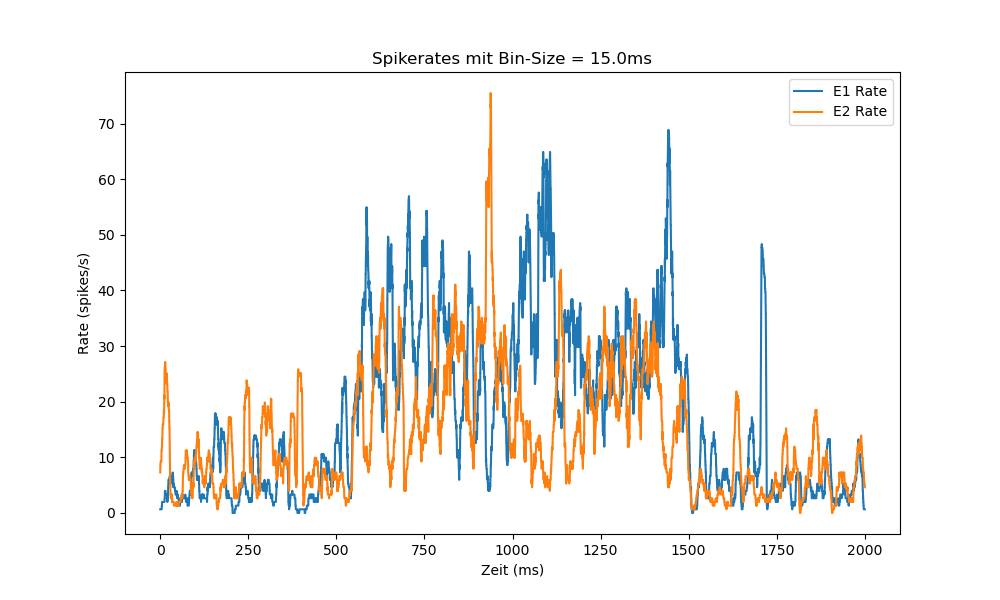 Spikerates mit Bin-Size = 15.0ms
E1 Rate
E2 Rate
Rate (spikes/s)
70
60
50
40
30
20
10
0
0 250 500 750 1000 1250 1500 1750 2000
Zeit (ms)